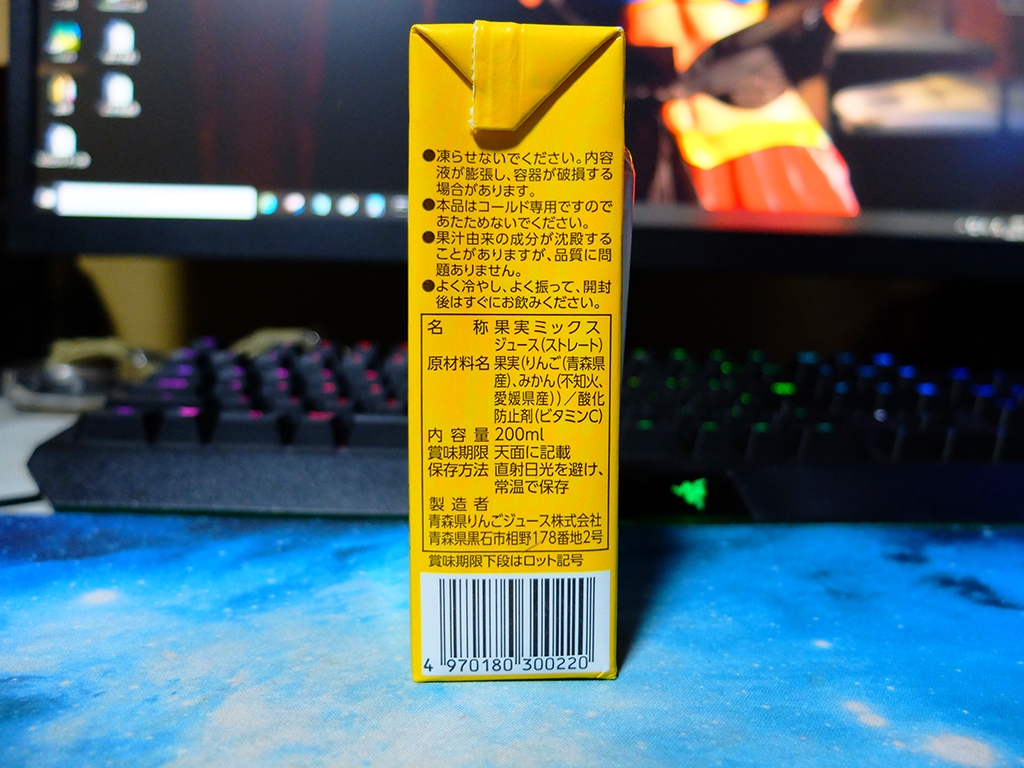 ●凍らせないでください。内容
液が膨張し、容器が破損する
場合があります。
●本品はコールド専用ですので
あたためないでください。
●果汁由来の成分が沈殿する
ことがありますが、品質に問
題ありません。
●よく冷やし、よく振って、開封
後はすぐにお飲みください。
名 称 果実ミックス
ジュース(ストレート)
原材料名 果実(りんご(青森県
産)、みかん(不知火、
愛媛県産))／酸化
防止剤(ビタミンC)
内容量 200ml
賞味期限 天面に記載
保存方法 直射日光を避け、
常温で保存
製造者
青森県りんごジュース株式会社
青森県黒石市相野178番地2号
賞味期限下段はロット記号
4 970180 300220